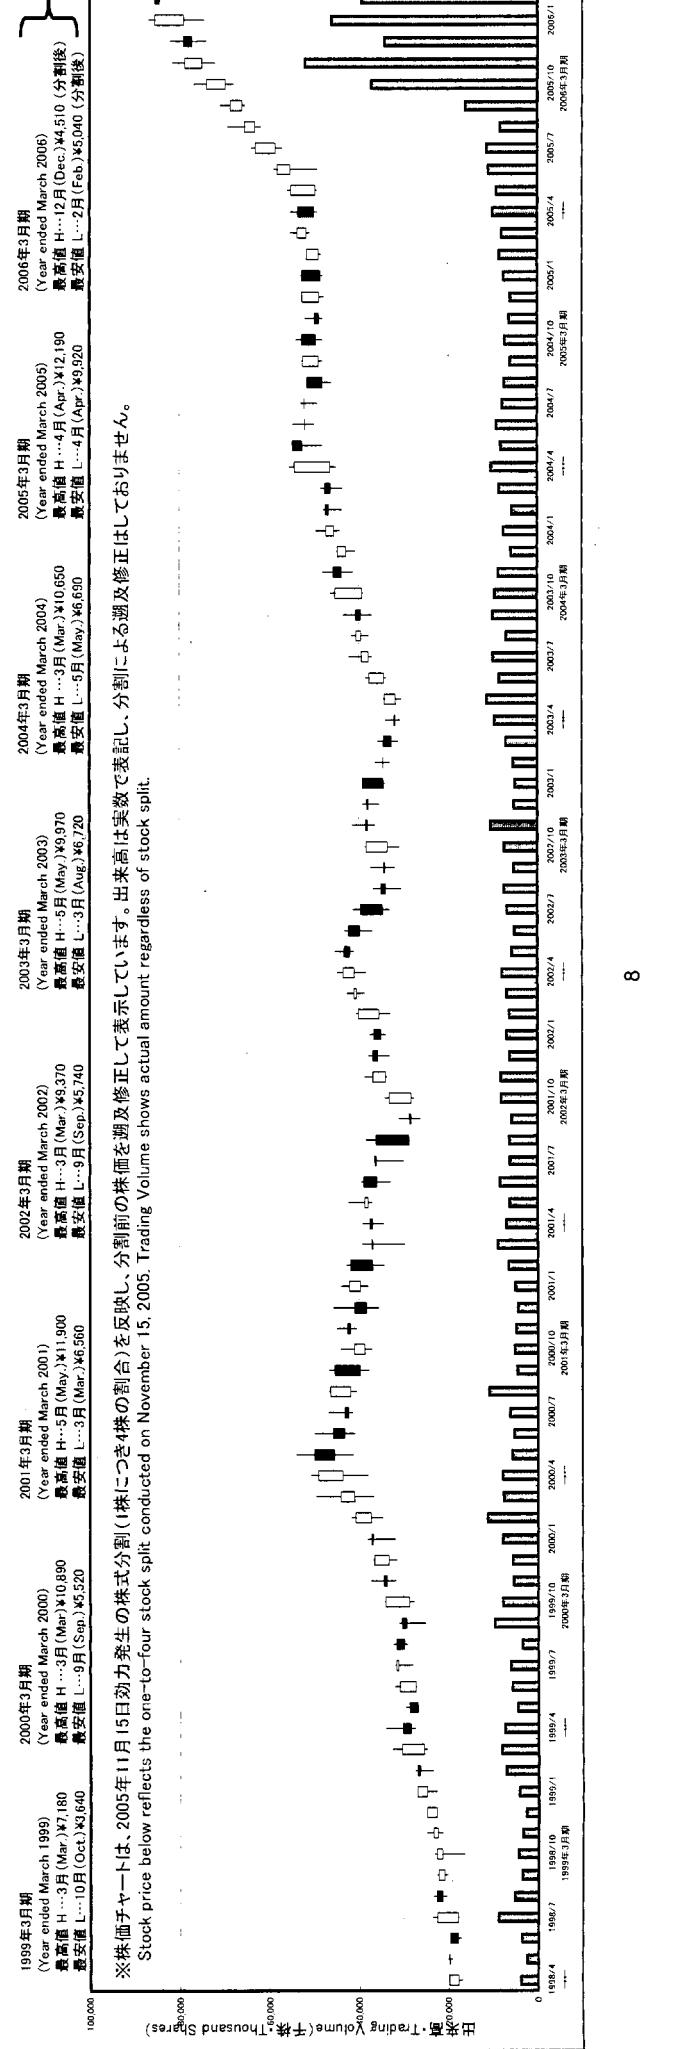 1999年3月期
(Year ended March 1999)
最高値 H…3月(Mar.)¥7,180
最安値 L…10月(Oct.)¥3,640
2000年3月期
(Year ended March 2000)
最高値 H…3月(Mar)¥10,890
最安値 L…9月(Sep.)¥5,520
2001年3月期
(Year ended March 2001)
最高値 H…5月(May.)¥11,900
最安値 L…3月(Mar.)¥6,560
2002年3月期
(Year ended March 2002)
最高値 H…3月(Mar.)¥9,370
最安値 L…9月(Sep.)¥5,740
2003年3月期
(Year ended March 2003)
最高値 H…5月(May.)¥9,970
最安値 L…3月(Aug.)¥6,720
2004年3月期
(Year ended March 2004)
最高値 H…3月(Mar.)¥10,650
最安値 L…5月(May.)¥6,690
2005年3月期
(Year ended March 2005)
最高値 H…4月(Apr.)¥12,190
最安値 L…4月(Apr.)¥9,920
2006年3月期
(Year ended March 2006)
最高値 H…12月(Dec.)¥4,510 (分割後)
最安値 L…2月(Feb.)¥5,040 (分割後)
※株価チャートは、2005年11月15日効力発生の株式分割(1株につき4株の割合)を反映し、分割前の株価を遡及修正して表示しています。出来高は実数で表記し、分割による遡及修正はしておりません。
Stock price below reflects the one-to-four stock split conducted on November 15, 2005. Trading Volume shows actual amount regardless of stock split.
出来高・Trading Volume(千株・Thousand Shares)
100,000
80,000
60,000
40,000
20,000
0
1998/4
1998/7
1998/10
1999/1
1999/4
1999/7
1999/10
2000/1
2000/4
2000/7
2000/10
2001/1
2001/4
2001/7
2001/10
2002/1
2002/4
2002/7
2002/10
2003/1
2003/4
2003/7
2003/10
2004/1
2004/4
2004/7
2004/10
2005/1
2005/4
2005/7
2005/10
2006/1
1999年3月期
2000年3月期
2001年3月期
2002年3月期
2003年3月期
2004年3月期
2005年3月期
2006年3月期
8